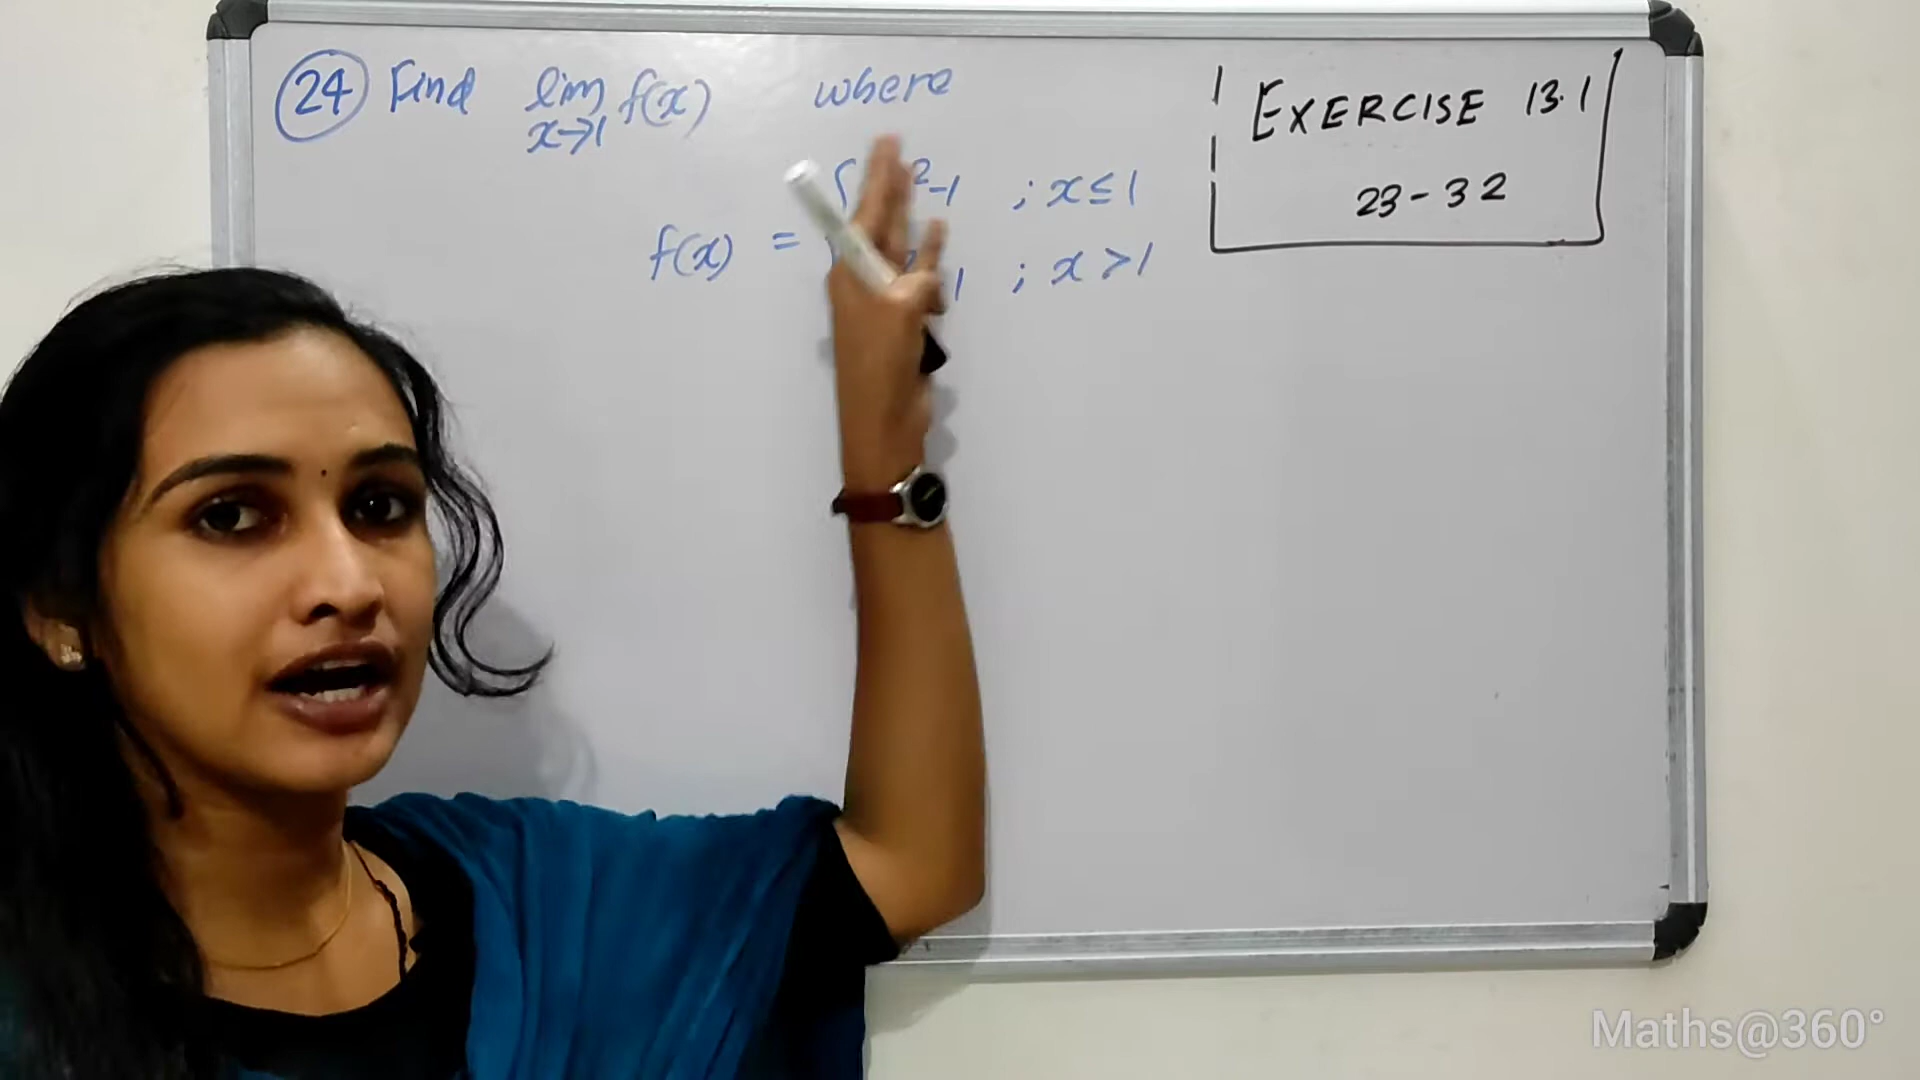 24 Find lim f(x) where
x→1
²-1 ; x≤1
f(x) = {
1 ; x>1
EXERCISE 13.1
23-32
Maths@360°